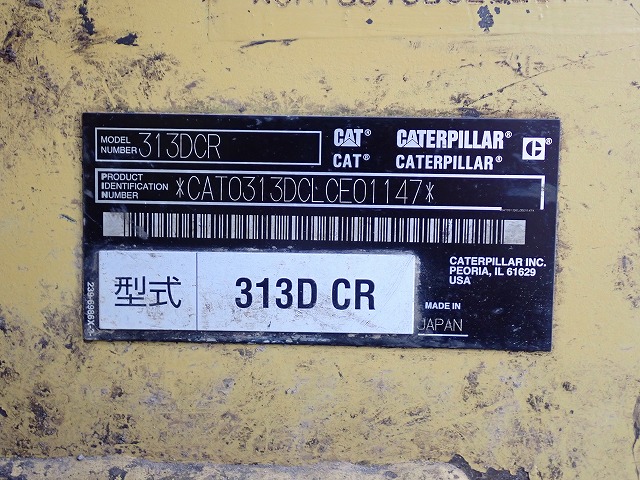 MODEL NUMBER 313DCR
CAT® CATERPILLAR®
CAT® CATERPILLAR®
PRODUCT IDENTIFICATION NUMBER *CAT0313DCLCE01147*
CATERPILLAR INC.
PEORIA, IL 61629
USA
型式 313D CR
MADE IN
JAPAN